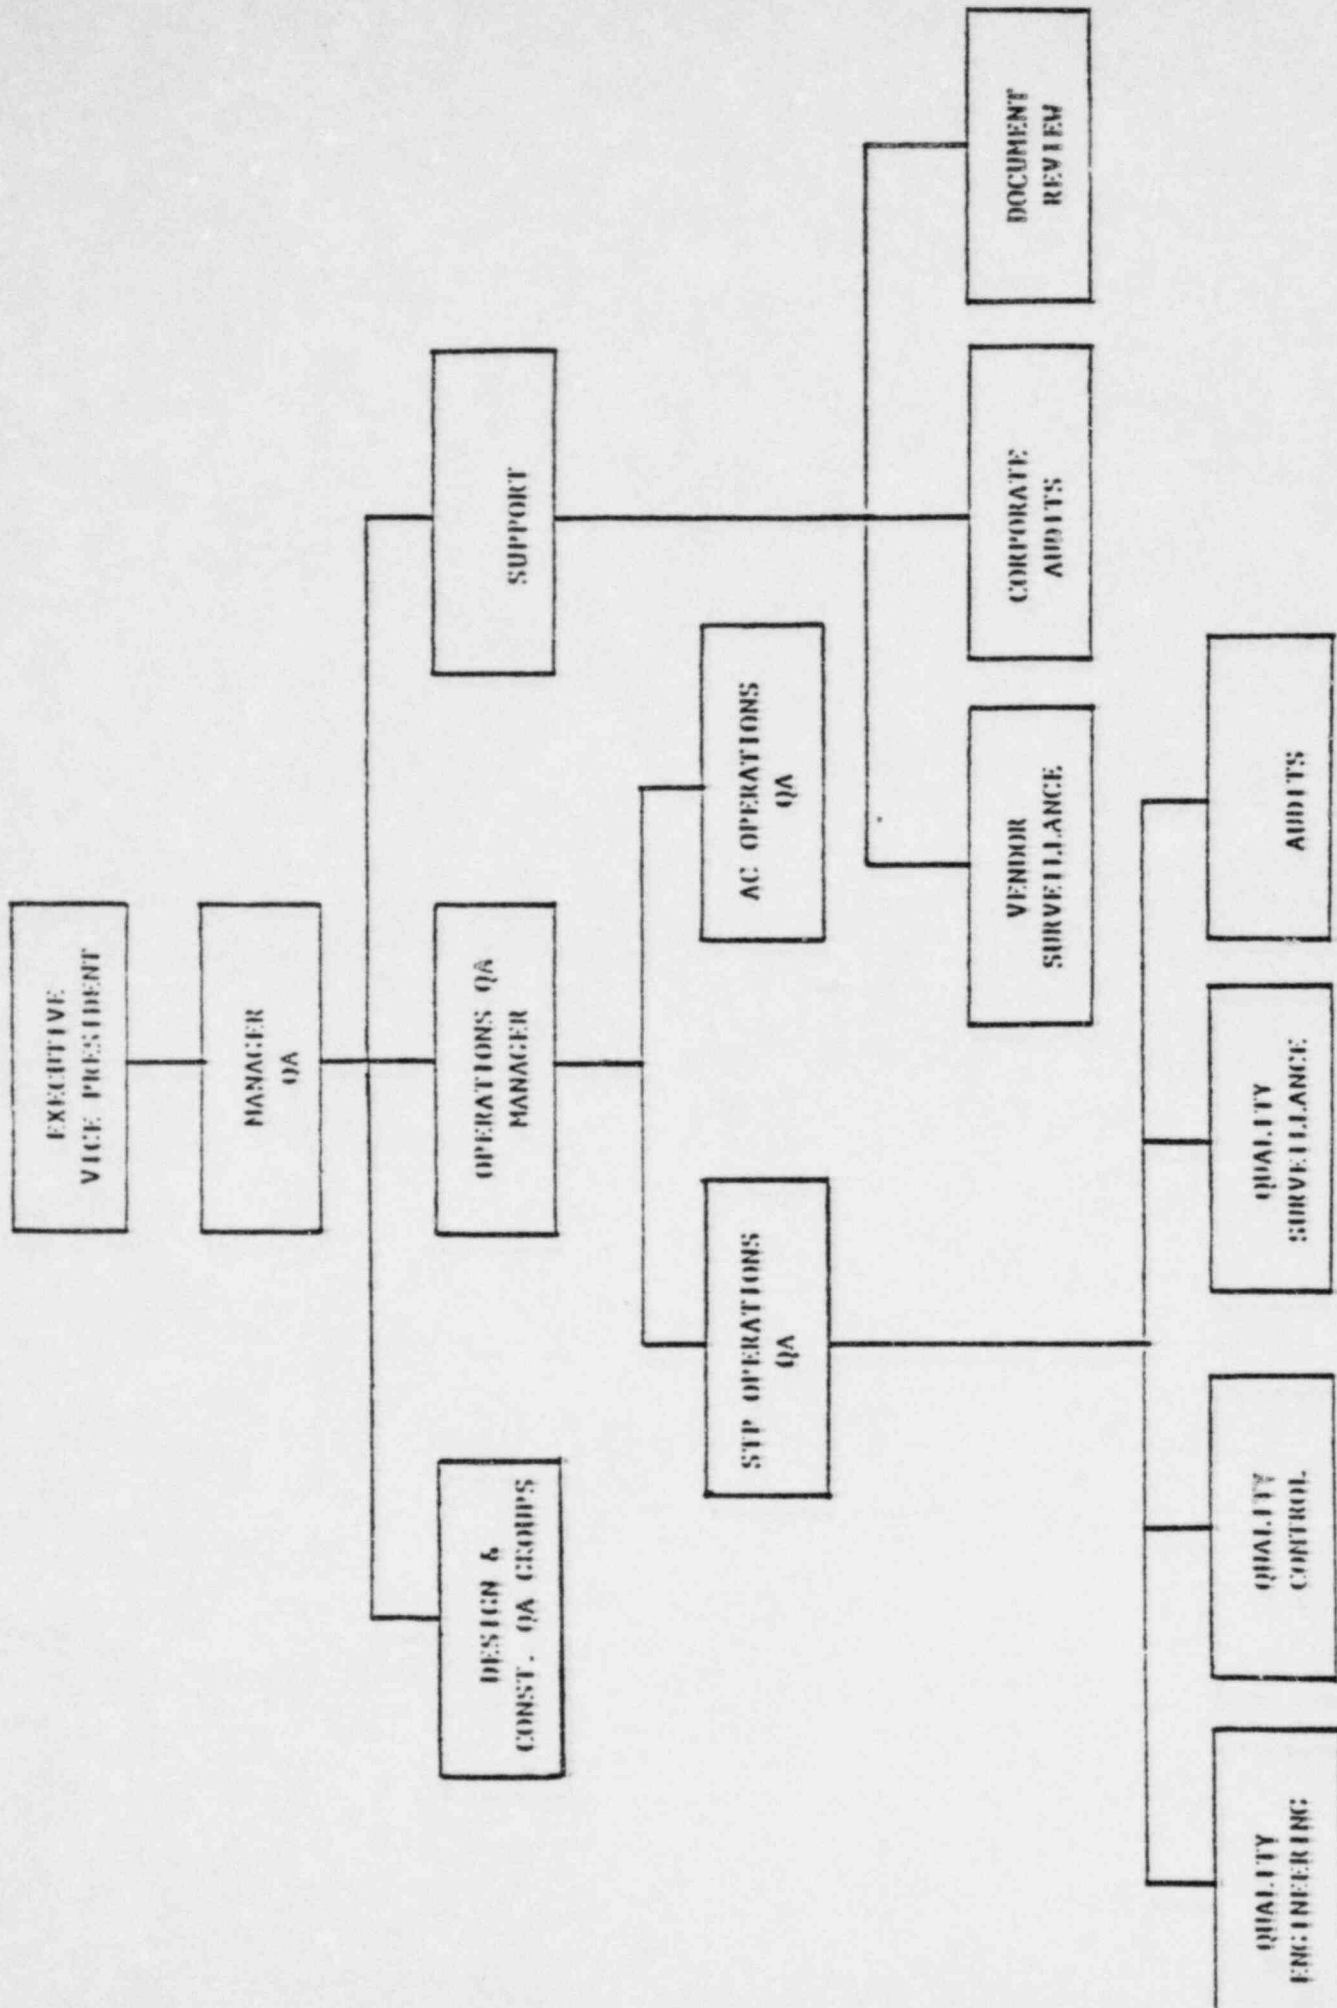 EXECUTIVE
VICE PRESIDENT
MANAGER
QA
DESIGN &
CONST. QA GROUPS
OPERATIONS QA
MANAGER
SUPPORT
STP OPERATIONS
QA
AC OPERATIONS
QA
VENDOR
SURVEILLANCE
CORPORATE
AUDITS
DOCUMENT
REVIEW
QUALITY
ENGINEERING
QUALITY
CONTROL
QUALITY
SURVEILLANCE
AUDITS